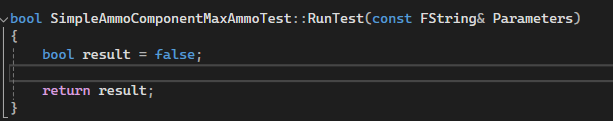 bool SimpleAmmoComponentMaxAmmoTest::RunTest(const FString& Parameters)
{
    bool result = false;

    return result;
}